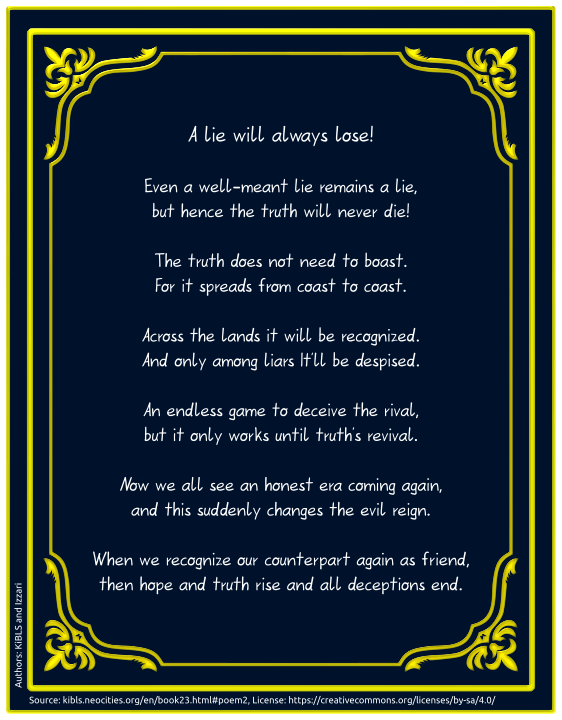 A lie will always lose!
Even a well-meant lie remains a lie,
but hence the truth will never die!
The truth does not need to boast.
For it spreads from coast to coast.
Across the lands it will be recognized.
And only among liars It'll be despised.
An endless game to deceive the rival,
but it only works until truth's revival.
Now we all see an honest era coming again,
and this suddenly changes the evil reign.
When we recognize our counterpart again as friend,
then hope and truth rise and all deceptions end.
Authors: KiBLS and Izzari
Source: kibls.neocities.org/en/book23.html#poem2, License: https://creativecommons.org/licenses/by-sa/4.0/